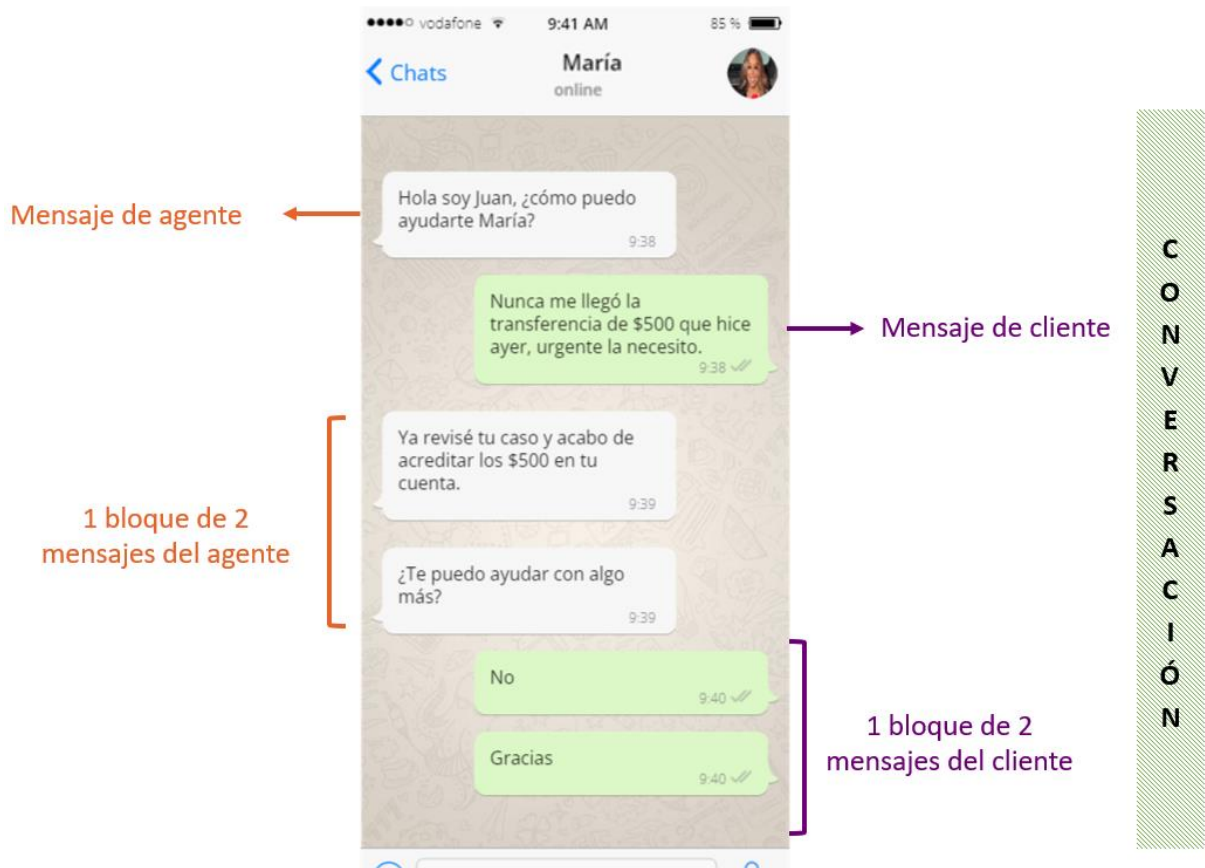 vodafone 9:41 AM 85 %
Chats
María
online
Hola soy Juan, ¿cómo puedo
ayudarte María?
9:38
Mensaje de agente
Nunca me llegó la
transferencia de $500 que hice
ayer, urgente la necesito.
9:38
Mensaje de cliente
Ya revisé tu caso y acabo de
acreditar los $500 en tu
cuenta.
9:39
¿Te puedo ayudar con algo
más?
9:39
1 bloque de 2
mensajes del agente
No
9:40
Gracias
9:40
1 bloque de 2
mensajes del cliente
C
O
N
V
E
R
S
A
C
I
Ó
N